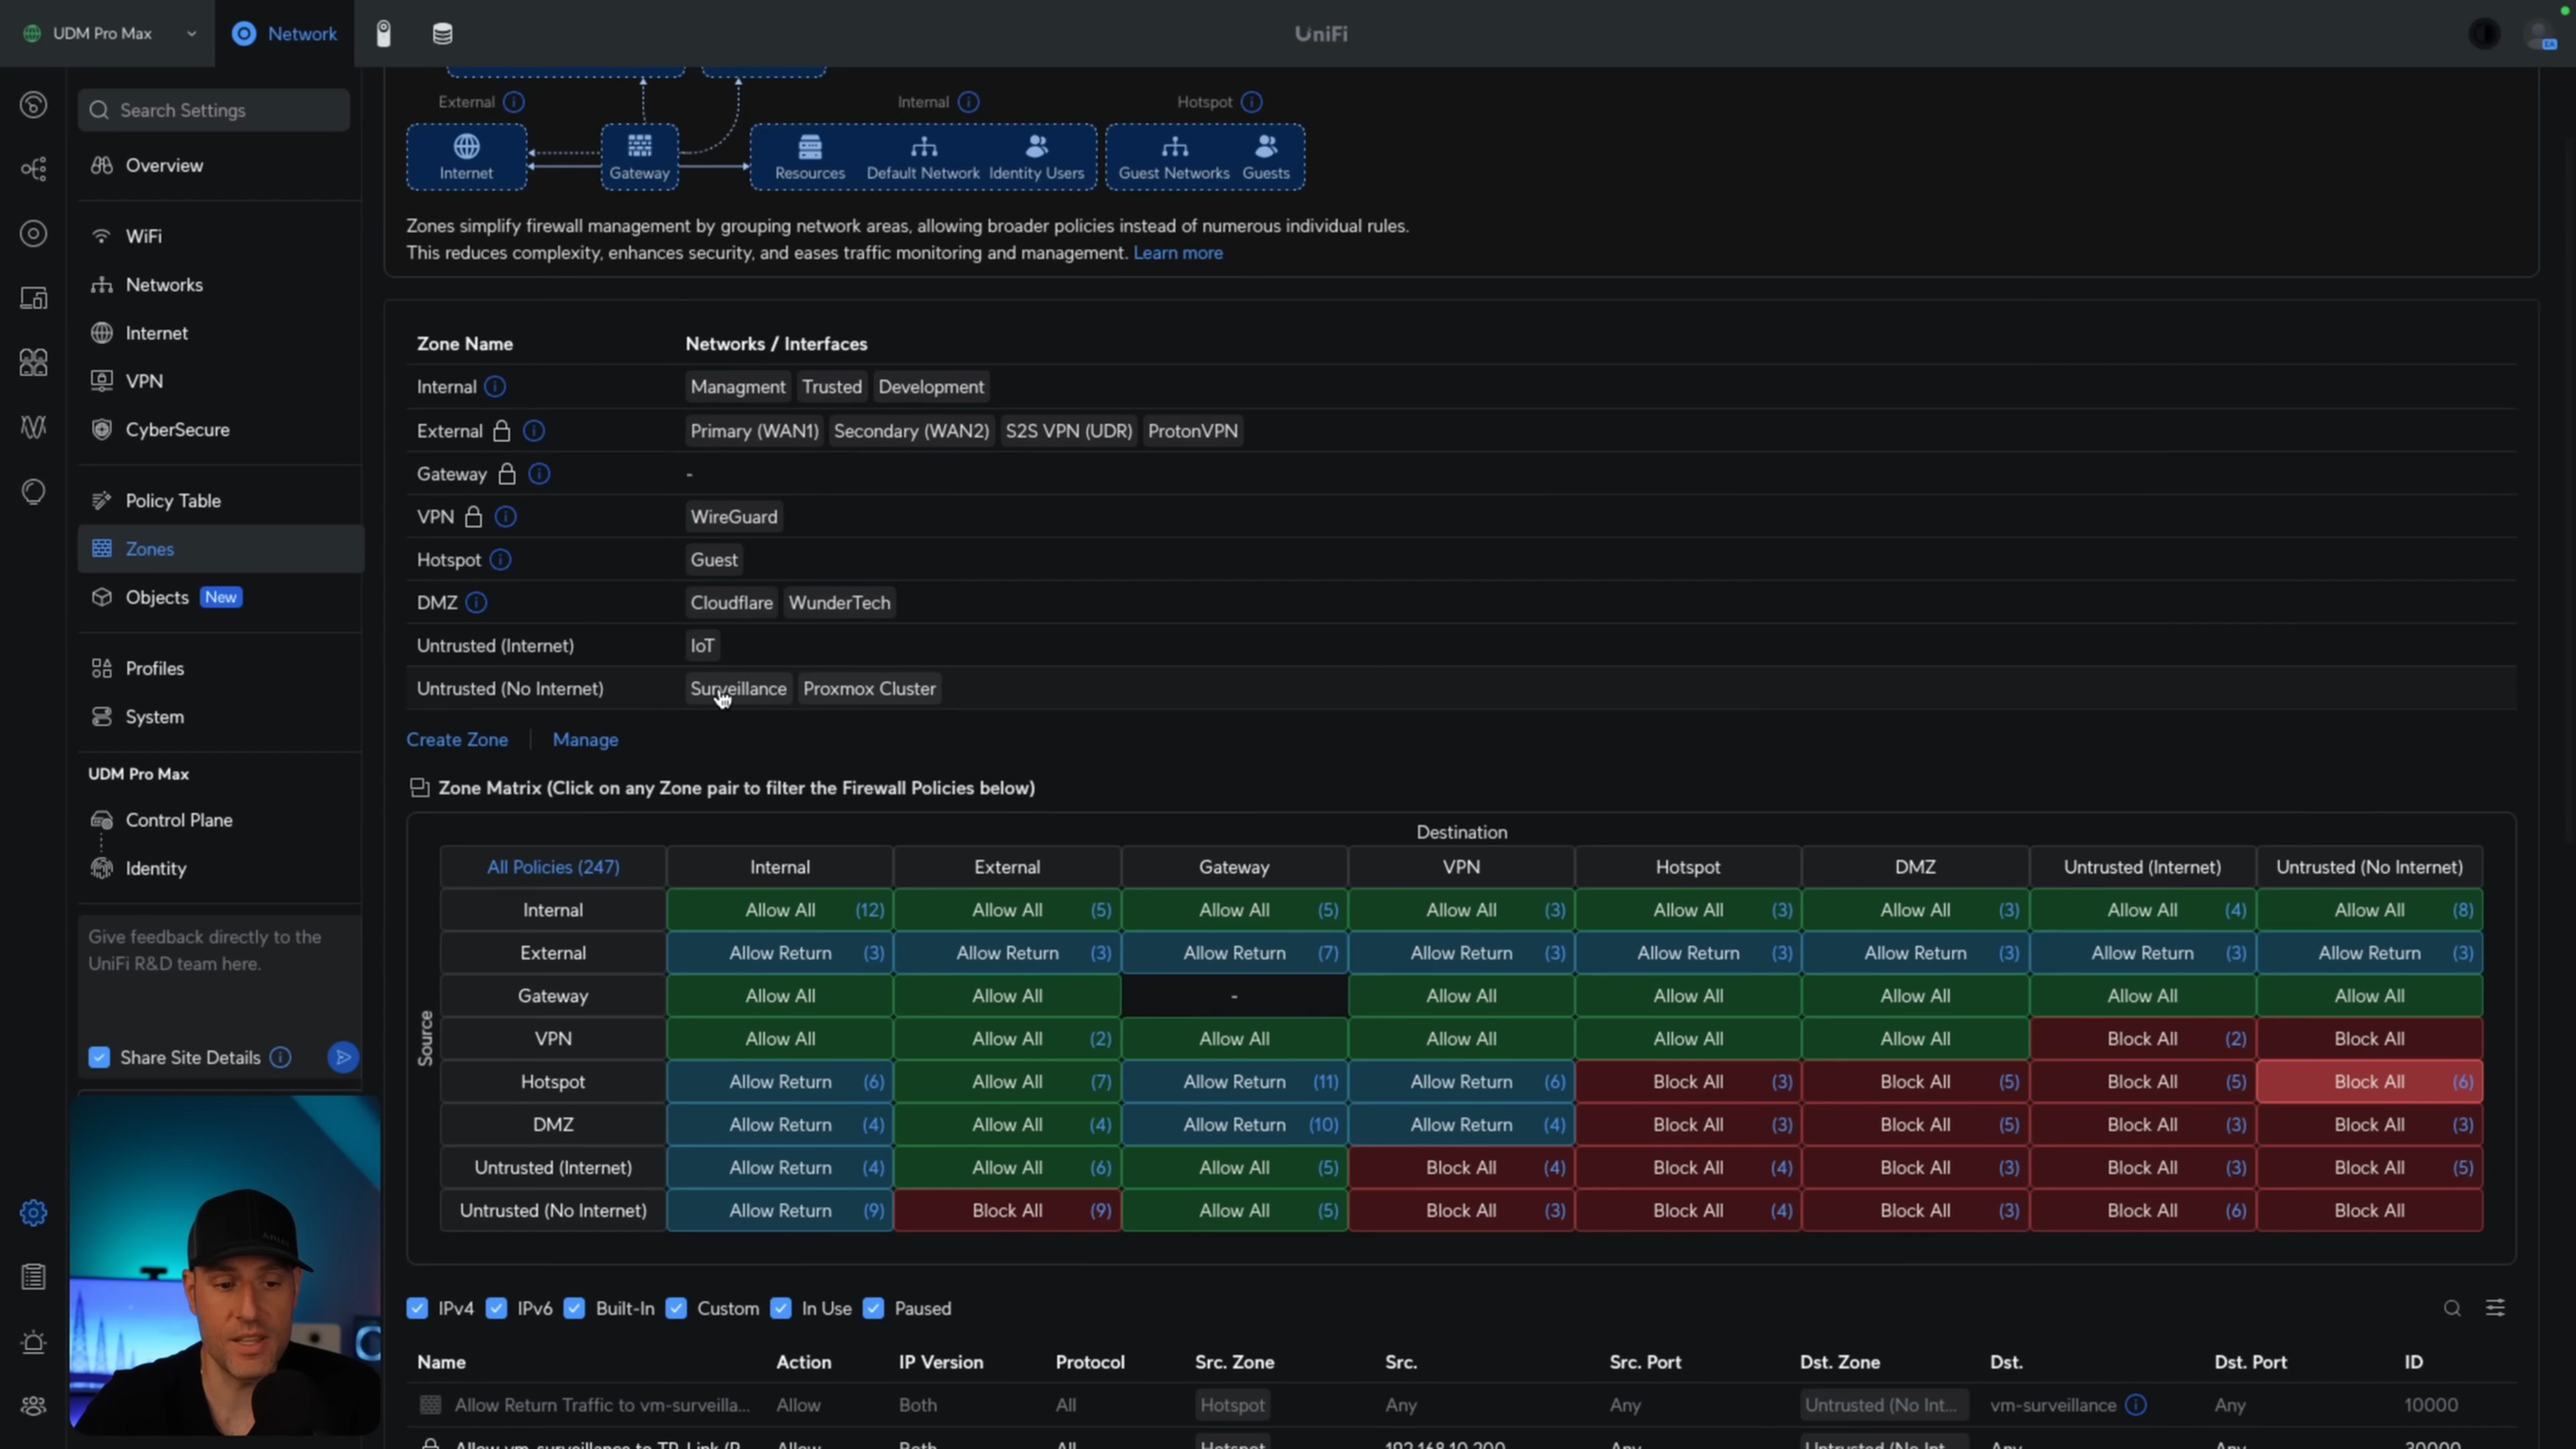 UDM Pro Max
Network
UniFi
Search Settings
Overview
WiFi
Networks
Internet
VPN
CyberSecure
Policy Table
Zones
Objects New
Profiles
System
UDM Pro Max
Control Plane
Identity
Give feedback directly to the
UniFi R&D team here.
Share Site Details
External
Internal
Hotspot
Internet
Gateway
Resources Default Network Identity Users
Guest Networks Guests
Zones simplify firewall management by grouping network areas, allowing broader policies instead of numerous individual rules.
This reduces complexity, enhances security, and eases traffic monitoring and management. Learn more
Zone Name Networks / Interfaces
Internal Managment Trusted Development
External Primary (WAN1) Secondary (WAN2) S2S VPN (UDR) ProtonVPN
Gateway -
VPN WireGuard
Hotspot Guest
DMZ Cloudflare WunderTech
Untrusted (Internet) IoT
Untrusted (No Internet) Surveillance Proxmox Cluster
Create Zone Manage
Zone Matrix (Click on any Zone pair to filter the Firewall Policies below)
Destination
Source
All Policies (247) Internal External Gateway VPN Hotspot DMZ Untrusted (Internet) Untrusted (No Internet)
Internal Allow All (12) Allow All (5) Allow All (5) Allow All (3) Allow All (3) Allow All (3) Allow All (4) Allow All (8)
External Allow Return (3) Allow Return (3) Allow Return (7) Allow Return (3) Allow Return (3) Allow Return (3) Allow Return (3) Allow Return (3)
Gateway Allow All Allow All - Allow All Allow All Allow All Allow All Allow All
VPN Allow All Allow All (2) Allow All Allow All Allow All Allow All Block All (2) Block All
Hotspot Allow Return (6) Allow All (7) Allow Return (11) Allow Return (6) Block All (3) Block All (5) Block All (5) Block All (6)
DMZ Allow Return (4) Allow All (4) Allow Return (10) Allow Return (4) Block All (3) Block All (5) Block All (3) Block All (3)
Untrusted (Internet) Allow Return (4) Allow All (6) Allow All (5) Block All (4) Block All (4) Block All (3) Block All (3) Block All (5)
Untrusted (No Internet) Allow Return (9) Block All (9) Allow All (5) Block All (3) Block All (4) Block All (3) Block All (6) Block All
IPv4 IPv6 Built-In Custom In Use Paused
Name Action IP Version Protocol Src. Zone Src. Src. Port Dst. Zone Dst. Dst. Port ID
Allow Return Traffic to vm-surveilla... Allow Both All Hotspot Any Any Untrusted (No Int... vm-surveillance Any 10000